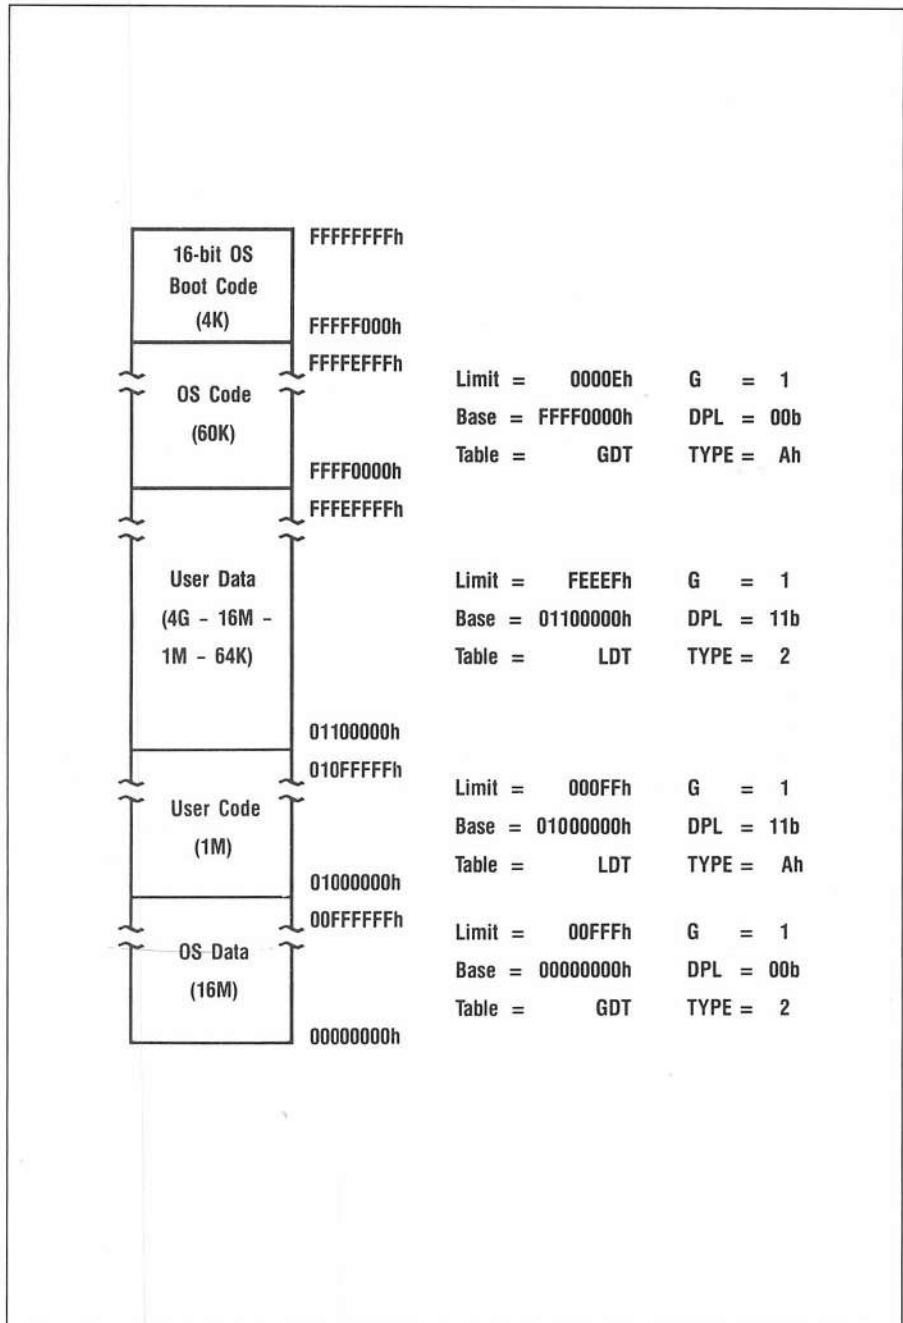 FFFFFFFFh
16-bit OS
Boot Code
(4K)
FFFFF000h
FFFFEFFFh
OS Code
(60K)
FFFF0000h
Limit = 0000Eh G = 1
Base = FFFF0000h DPL = 00b
Table = GDT TYPE = Ah
FFFEFFFFh
User Data
(4G - 16M -
1M - 64K)
01100000h
Limit = FEEEFh G = 1
Base = 01100000h DPL = 11b
Table = LDT TYPE = 2
010FFFFFh
User Code
(1M)
01000000h
Limit = 000FFh G = 1
Base = 01000000h DPL = 11b
Table = LDT TYPE = Ah
00FFFFFFh
OS Data
(16M)
00000000h
Limit = 00FFFh G = 1
Base = 00000000h DPL = 00b
Table = GDT TYPE = 2